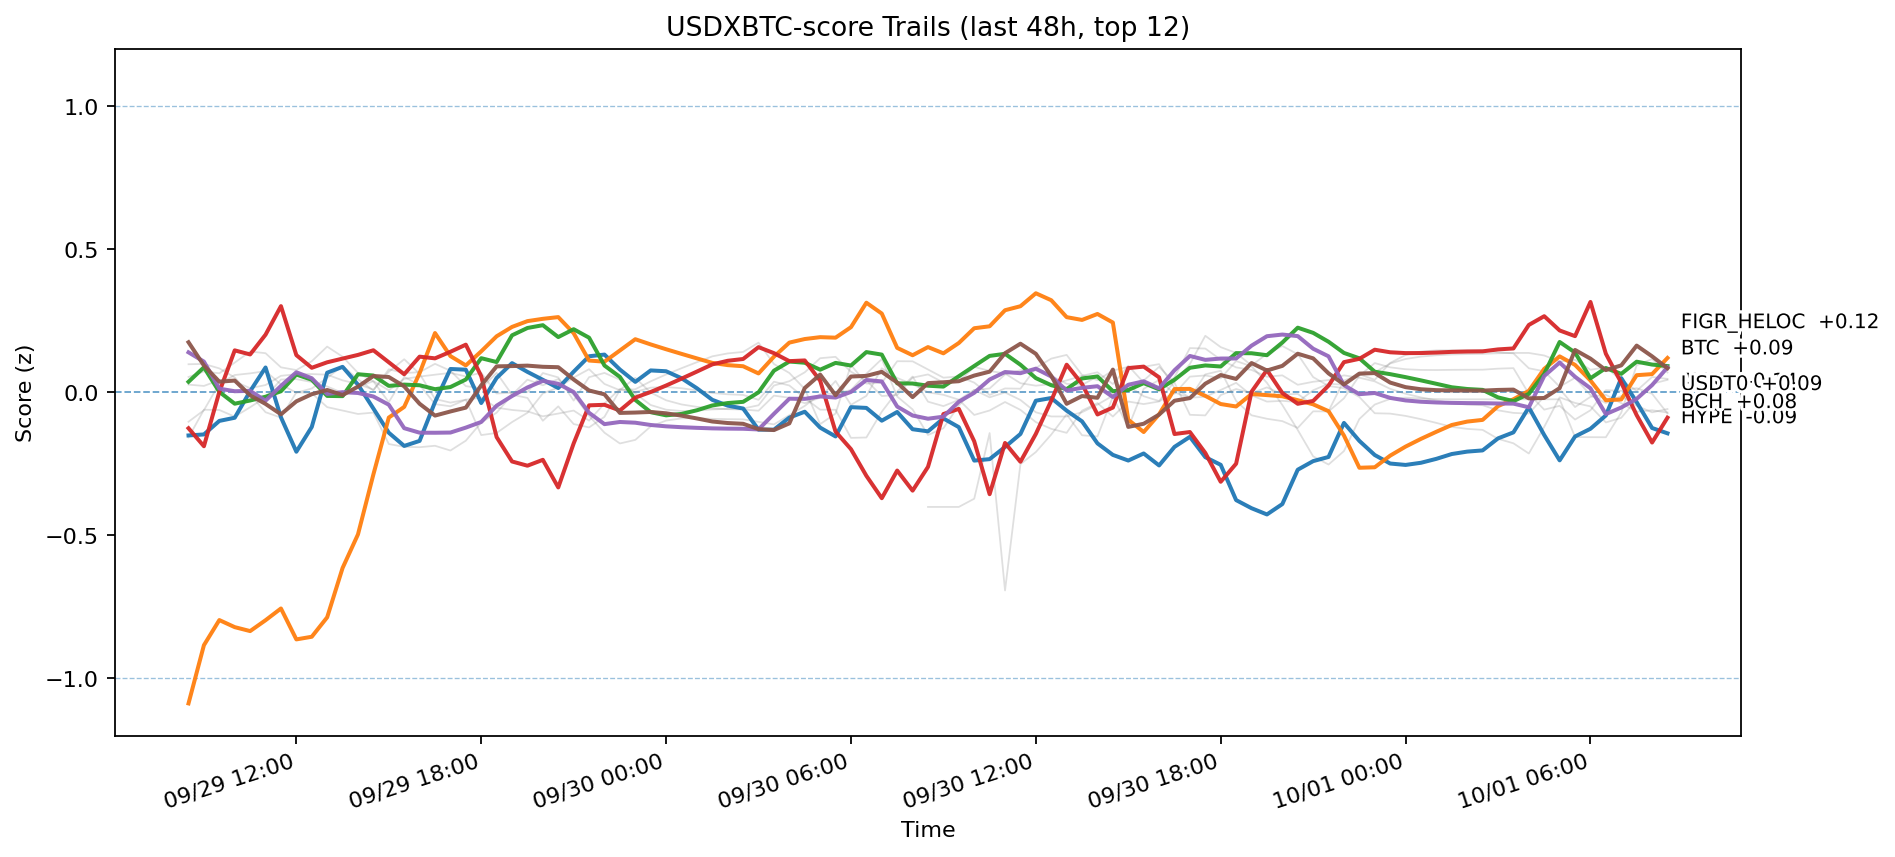 USDXBTC-score Trails (last 48h, top 12)
Score (z)
1.0
0.5
0.0
−0.5
−1.0
FIGR_HELOC +0.12
BTC +0.09
USDT0 +0.09
BCH +0.08
HYPE -0.09
09/29 12:00
09/29 18:00
09/30 00:00
09/30 06:00
09/30 12:00
09/30 18:00
10/01 00:00
10/01 06:00
Time